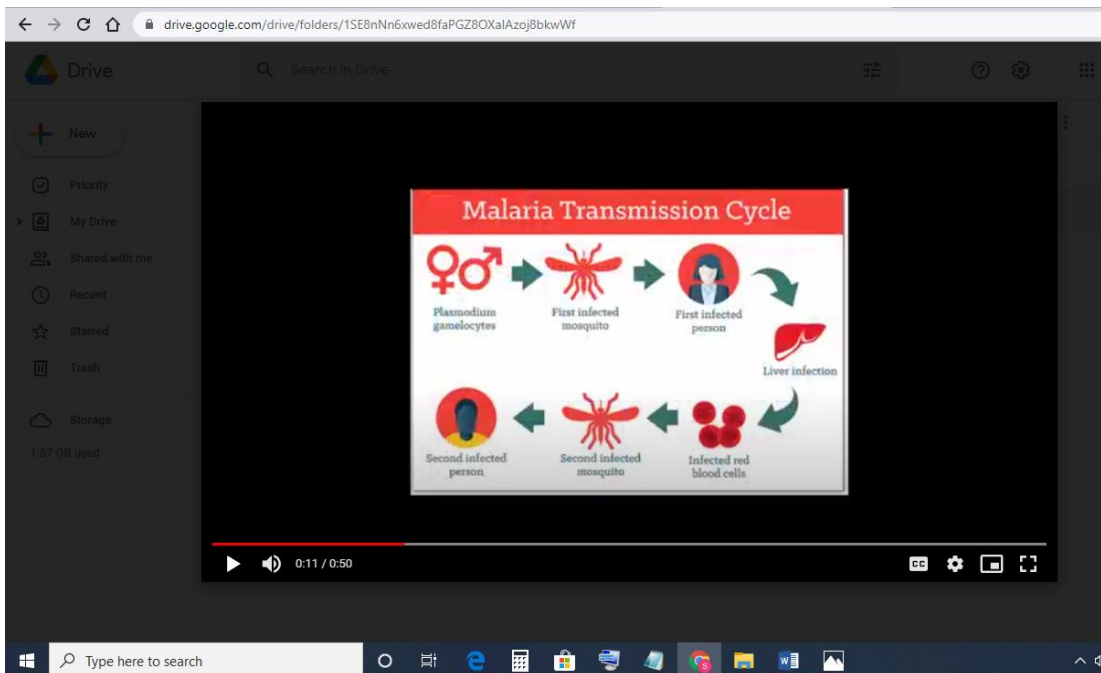 drive.google.com/drive/folders/1SE8nNn6xwed8faPGZ8OXalAzoj8bkwWf
Drive
Search in Drive
New
Priority
My Drive
Shared with me
Recent
Starred
Trash
Storage
1.87 GB used
Malaria Transmission Cycle
Plasmodium
gamelocytes
First infected
mosquito
First infected
person
Liver infection
Second infected
person
Second infected
mosquito
Infected red
blood cells
0:11 / 0:50
CC
Type here to search